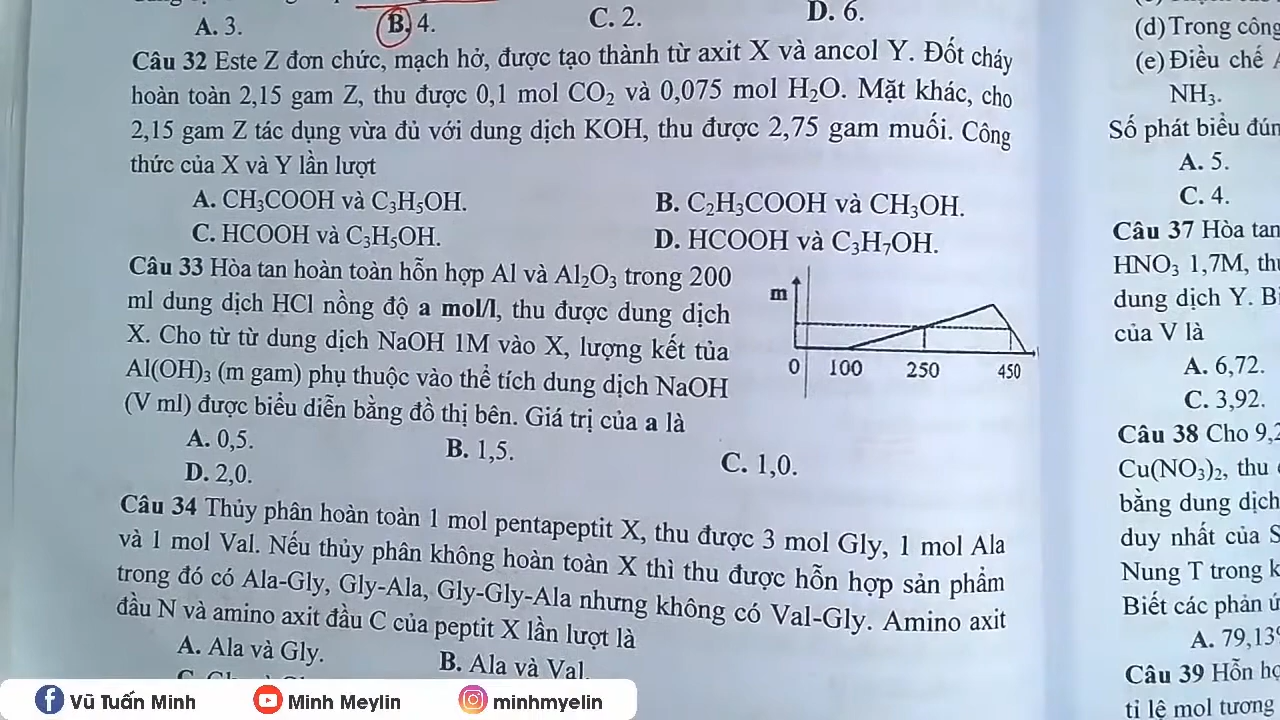 A. 3.
B. 4.
C. 2.
D. 6.
Câu 32 Este Z đơn chức, mạch hở, được tạo thành từ axit X và ancol Y. Đốt cháy
hoàn toàn 2,15 gam Z, thu được 0,1 mol CO₂ và 0,075 mol H₂O. Mặt khác, cho
2,15 gam Z tác dụng vừa đủ với dung dịch KOH, thu được 2,75 gam muối. Công
thức của X và Y lần lượt
A. CH₃COOH và C₃H₅OH.
B. C₂H₃COOH và CH₃OH.
C. HCOOH và C₃H₅OH.
D. HCOOH và C₃H₇OH.
Câu 33 Hòa tan hoàn toàn hỗn hợp Al và Al₂O₃ trong 200
ml dung dịch HCl nồng độ a mol/l, thu được dung dịch
X. Cho từ từ dung dịch NaOH 1M vào X, lượng kết tủa
Al(OH)₃ (m gam) phụ thuộc vào thể tích dung dịch NaOH
(V ml) được biểu diễn bằng đồ thị bên. Giá trị của a là
m
0 100 250 450
A. 0,5.
B. 1,5.
C. 1,0.
D. 2,0.
Câu 34 Thủy phân hoàn toàn 1 mol pentapeptit X, thu được 3 mol Gly, 1 mol Ala
và 1 mol Val. Nếu thủy phân không hoàn toàn X thì thu được hỗn hợp sản phẩm
trong đó có Ala-Gly, Gly-Ala, Gly-Gly-Ala nhưng không có Val-Gly. Amino axit
đầu N và amino axit đầu C của peptit X lần lượt là
A. Ala và Gly.
B. Ala và Val.
(d) Trong công
(e) Điều chế
NH₃.
Số phát biểu đún
A. 5.
C. 4.
Câu 37 Hòa tan
HNO₃ 1,7M, thu
dung dịch Y. B
của V là
A. 6,72.
C. 3,92.
Câu 38 Cho 9,2
Cu(NO₃)₂, thu
bằng dung dịch
duy nhất của S
Nung T trong k
Biết các phản ứ
A. 79,13
Câu 39 Hỗn hợ
tỉ lệ mol tương
Vũ Tuấn Minh
Minh Meylin
minhmyelin